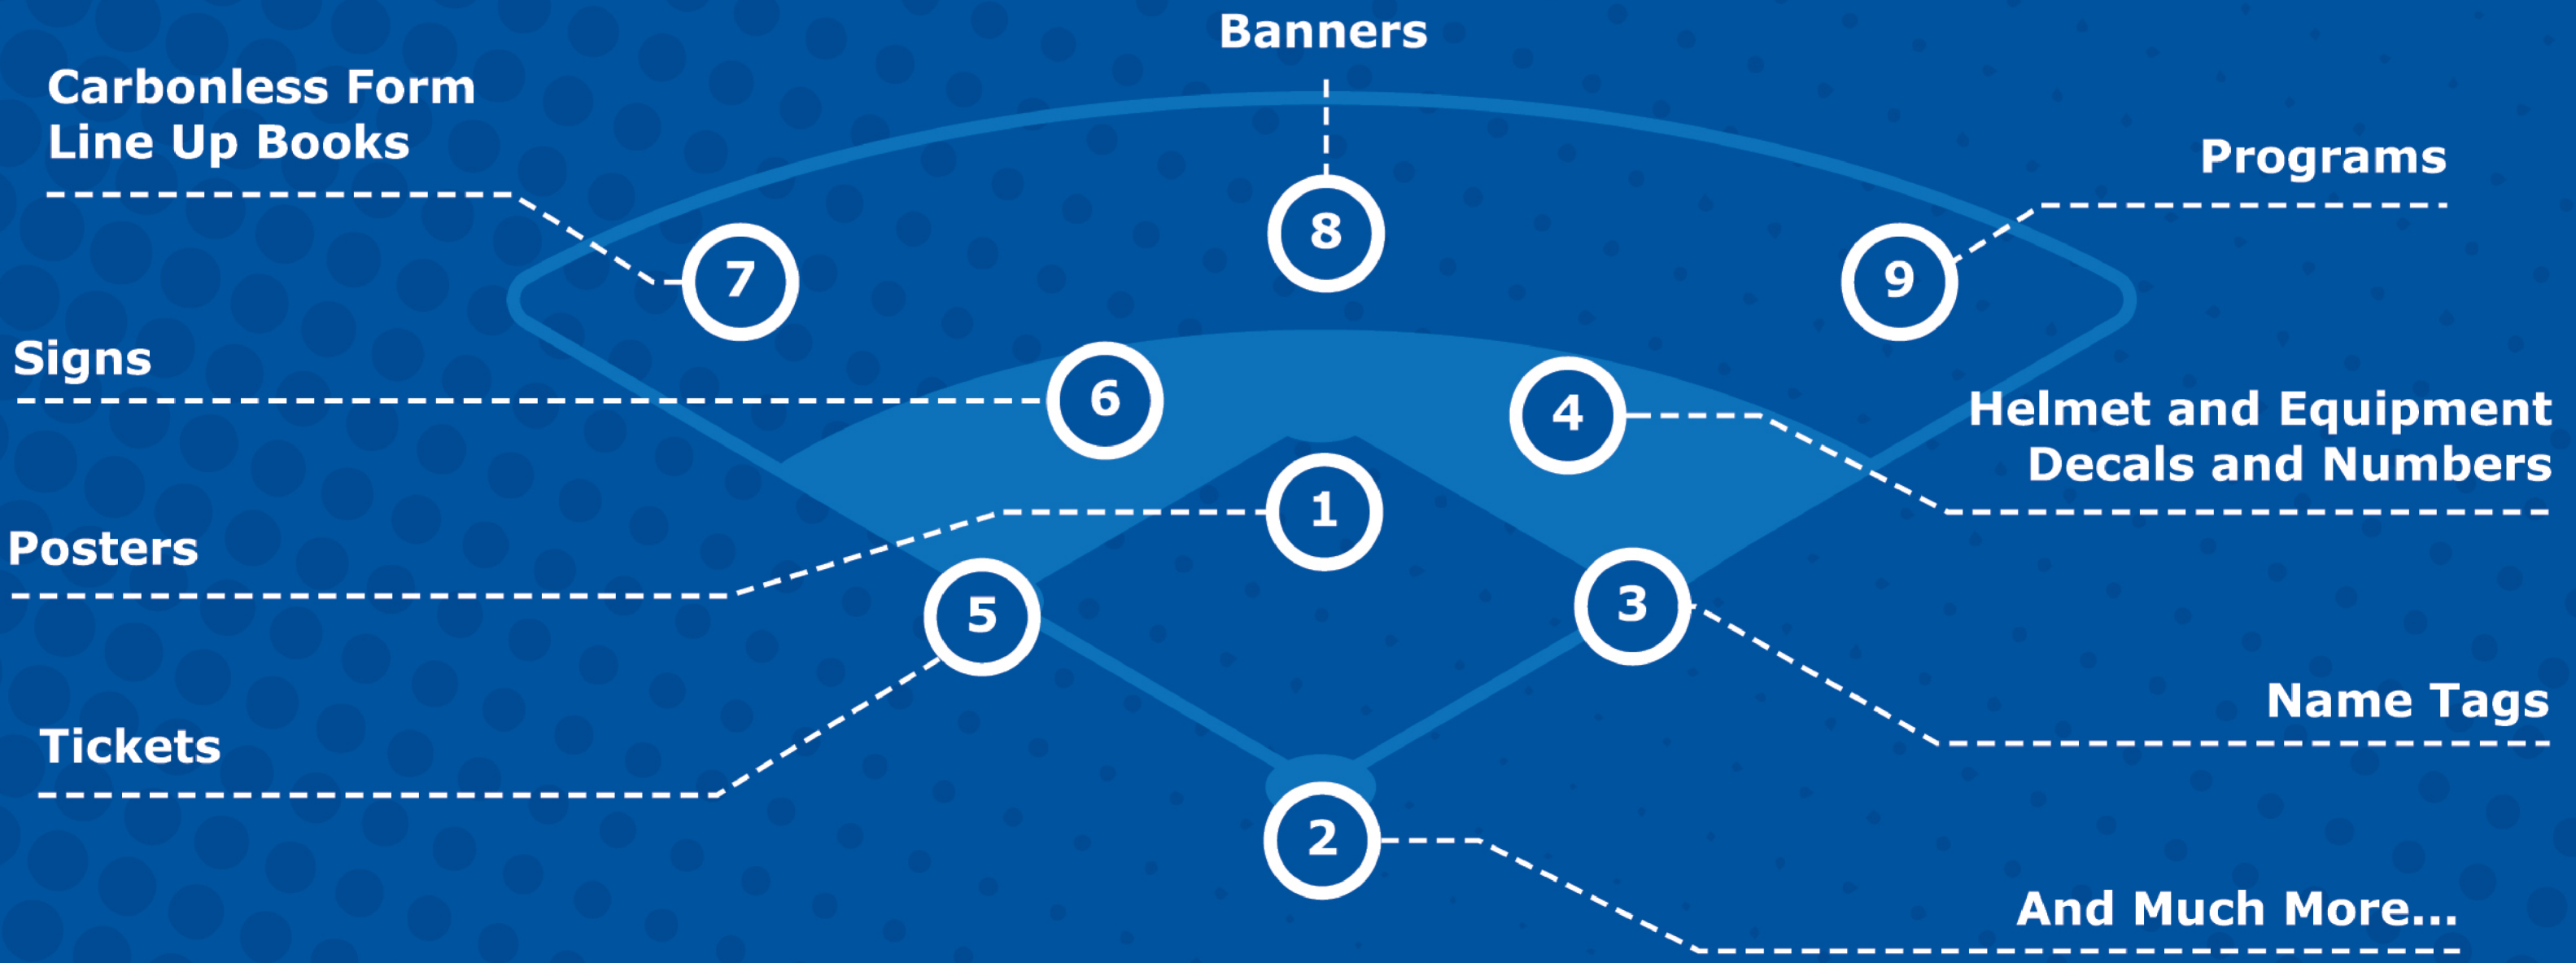 Banners
Carbonless Form
Line Up Books
Programs
8
7
9
Signs
6
4
Helmet and Equipment
Decals and Numbers
1
Posters
5
3
Name Tags
Tickets
2
And Much More...